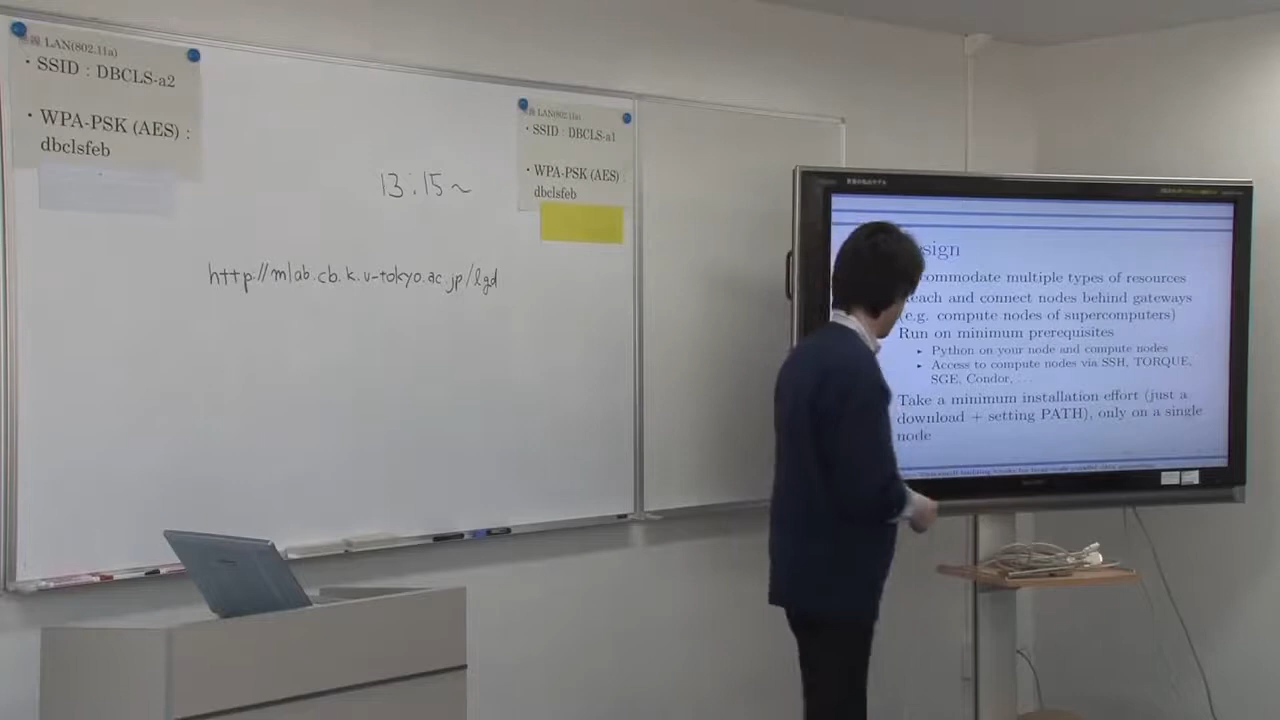 LAN(802.11a)
・SSID : DBCLS-a2
・WPA-PSK (AES) :
dbclsfeb
13:15~
http://mlab.cb.k.u-tokyo.ac.jp/lgd
LAN(802.11a)
・SSID : DBCLS-a1
・WPA-PSK (AES) :
dbclsfeb
sign
commodate multiple types of resources
each and connect nodes behind gateways
(e.g. compute nodes of supercomputers)
Run on minimum prerequisites
▸ Python on your node and compute nodes
▸ Access to compute nodes via SSH, TORQUE,
SGE, Condor, ...
Take a minimum installation effort (just a
download + setting PATH), only on a single
node